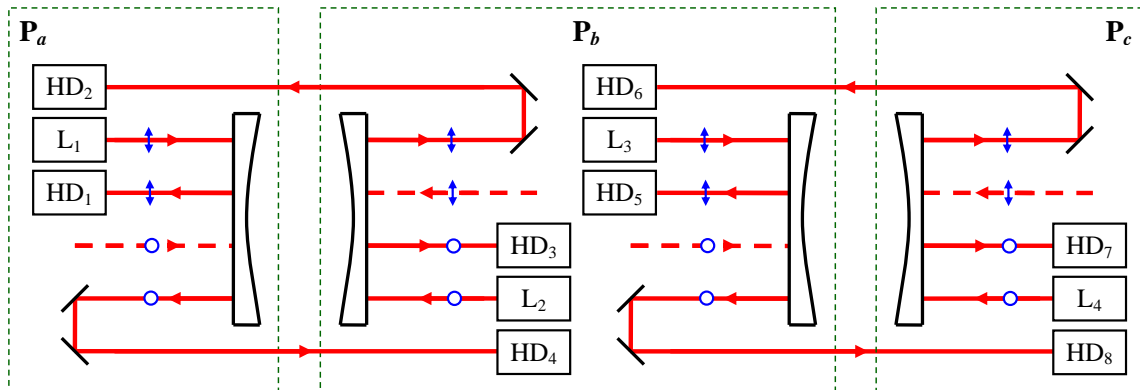 P_a P_b P_c
HD_2 HD_6
L_1 L_3
HD_1 HD_5
HD_3 HD_7
L_2 L_4
HD_4 HD_8